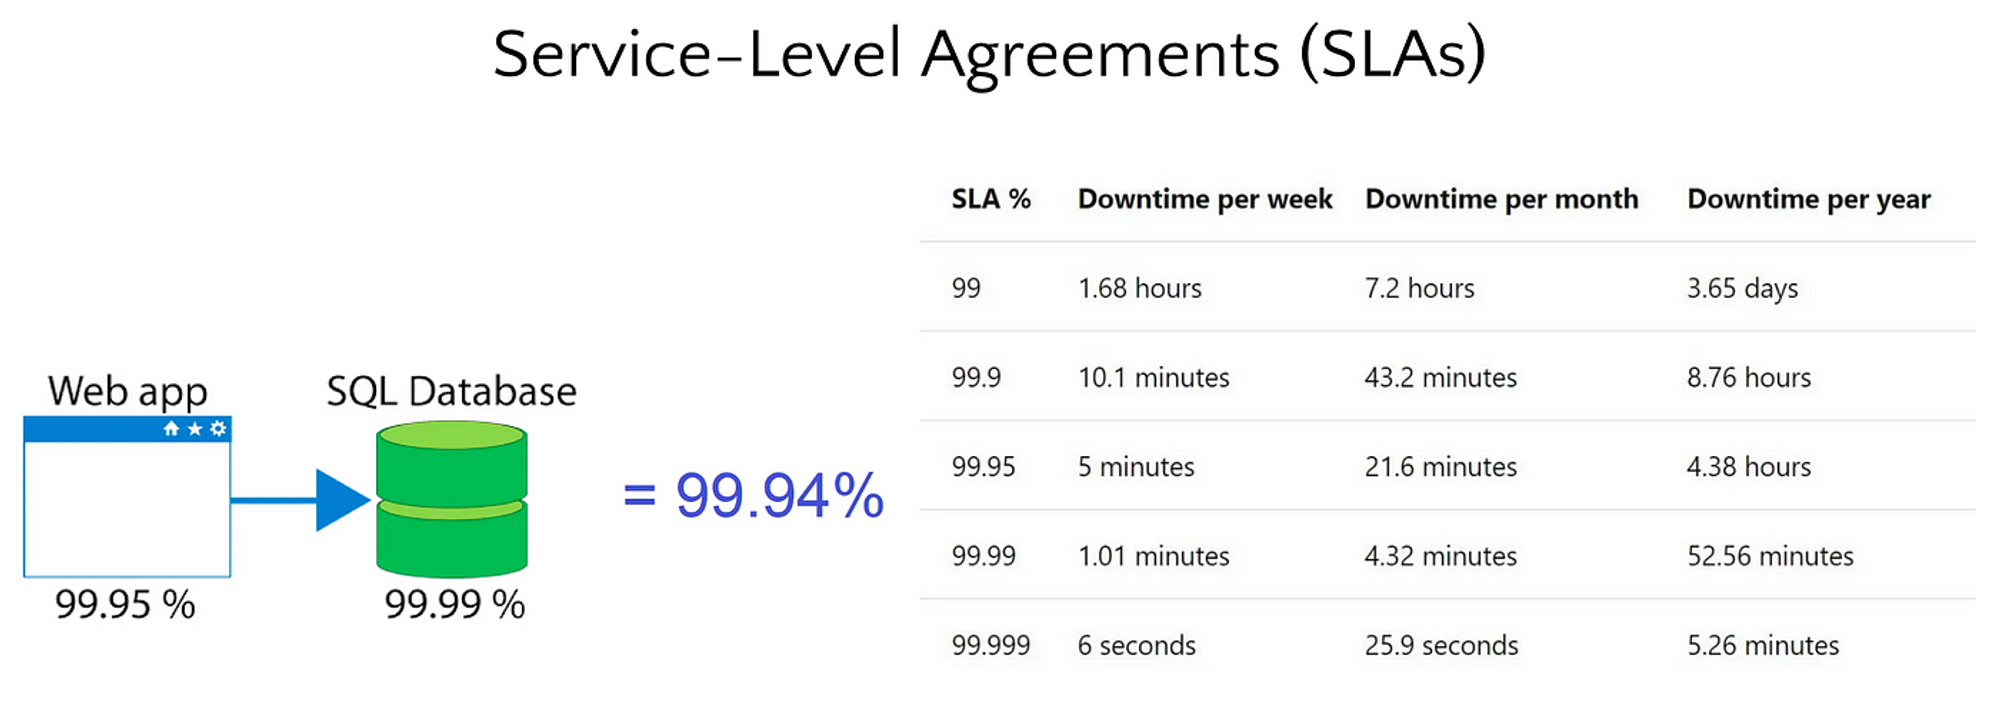 Service-Level Agreements (SLAs)
Web app
SQL Database
99.95 %
99.99 %
= 99.94%
SLA % Downtime per week Downtime per month Downtime per year
99 1.68 hours 7.2 hours 3.65 days
99.9 10.1 minutes 43.2 minutes 8.76 hours
99.95 5 minutes 21.6 minutes 4.38 hours
99.99 1.01 minutes 4.32 minutes 52.56 minutes
99.999 6 seconds 25.9 seconds 5.26 minutes